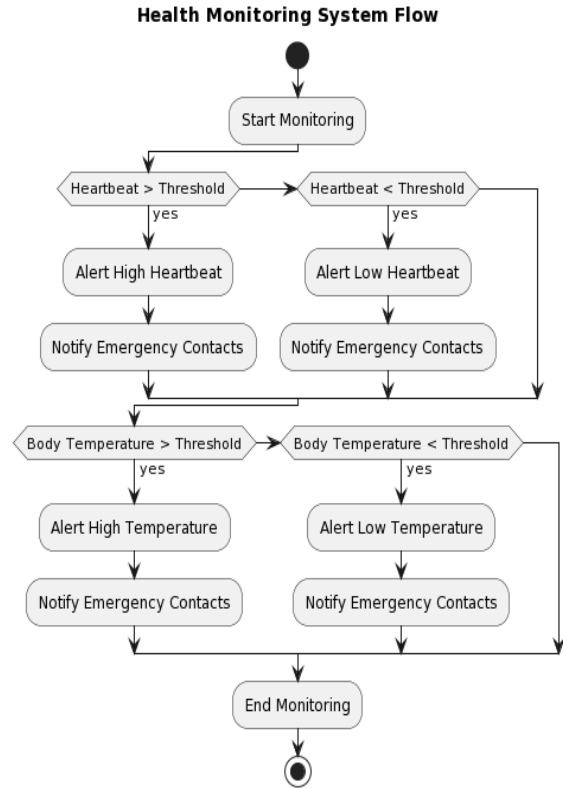 Health Monitoring System Flow
Start Monitoring
Heartbeat > Threshold
Heartbeat < Threshold
yes
yes
Alert High Heartbeat
Alert Low Heartbeat
Notify Emergency Contacts
Notify Emergency Contacts
Body Temperature > Threshold
Body Temperature < Threshold
yes
yes
Alert High Temperature
Alert Low Temperature
Notify Emergency Contacts
Notify Emergency Contacts
End Monitoring